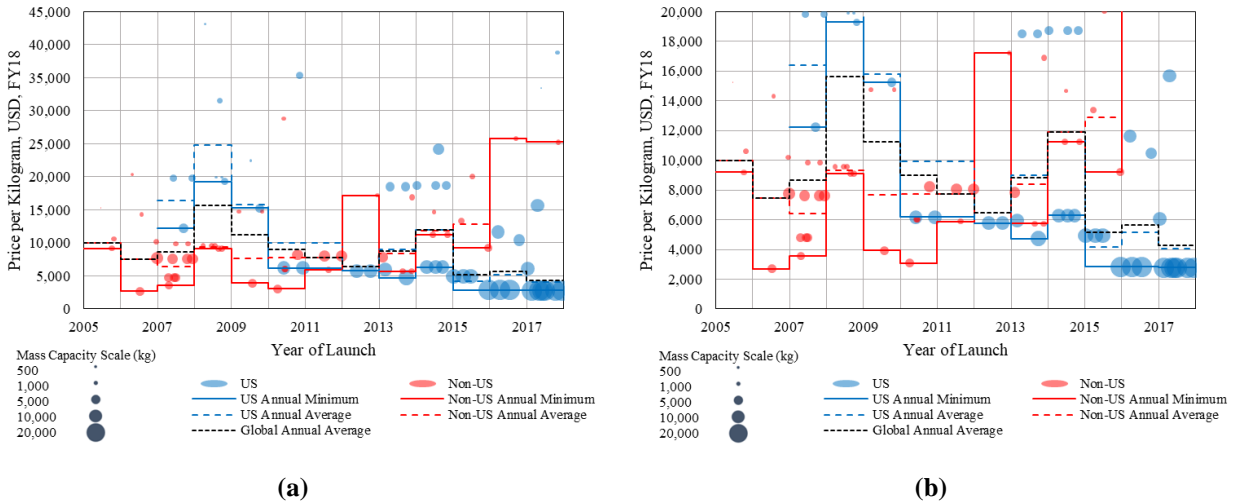 45,000
40,000
35,000
30,000
25,000
20,000
15,000
10,000
5,000
0
Price per Kilogram, USD, FY18
2005 2007 2009 2011 2013 2015 2017
Year of Launch
Mass Capacity Scale (kg)
500
1,000
5,000
10,000
20,000
US Non-US
US Annual Minimum Non-US Annual Minimum
US Annual Average Non-US Annual Average
Global Annual Average
(a)
20,000
18,000
16,000
14,000
12,000
10,000
8,000
6,000
4,000
2,000
0
Price per Kilogram, USD, FY18
2005 2007 2009 2011 2013 2015 2017
Year of Launch
Mass Capacity Scale (kg)
500
1,000
5,000
10,000
20,000
US Non-US
US Annual Minimum Non-US Annual Minimum
US Annual Average Non-US Annual Average
Global Annual Average
(b)